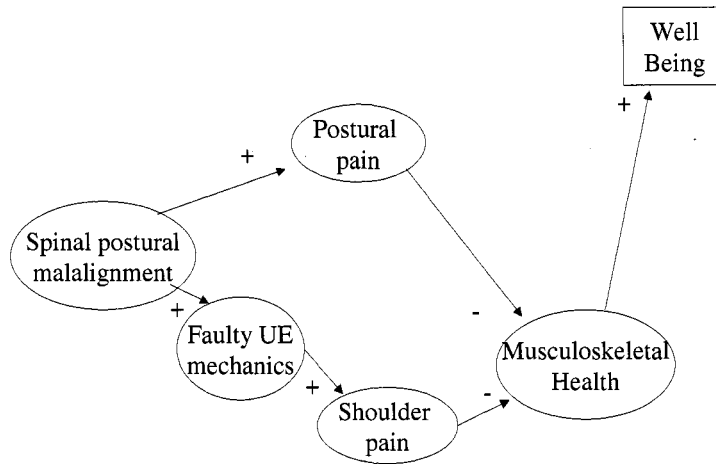 Well
Being
+
Postural
pain
+
Spinal postural
malalignment
+
Faulty UE
mechanics
-
Musculoskeletal
Health
+
Shoulder
pain
-